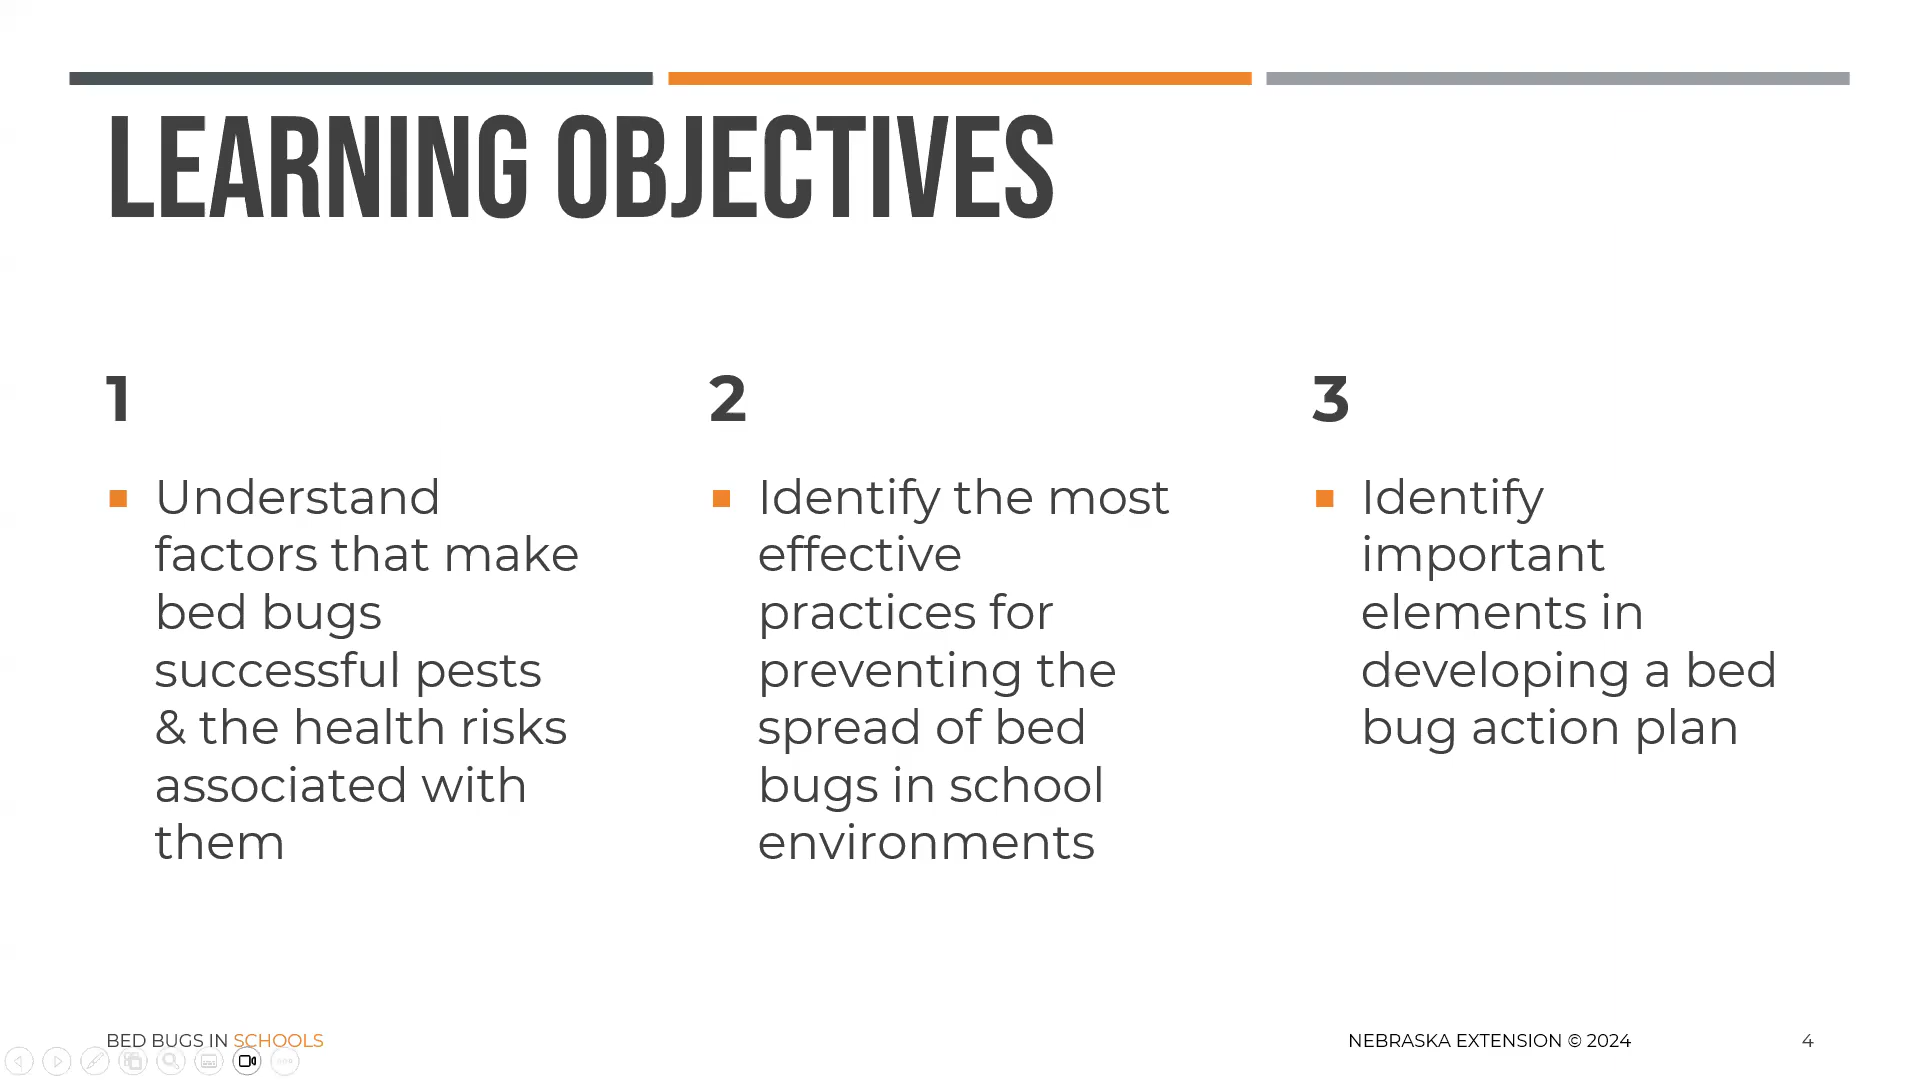 LEARNING OBJECTIVES
1
Understand
factors that make
bed bugs
successful pests
& the health risks
associated with
them
2
Identify the most
effective
practices for
preventing the
spread of bed
bugs in school
environments
3
Identify
important
elements in
developing a bed
bug action plan
BED BUGS IN SCHOOLS
NEBRASKA EXTENSION © 2024
4